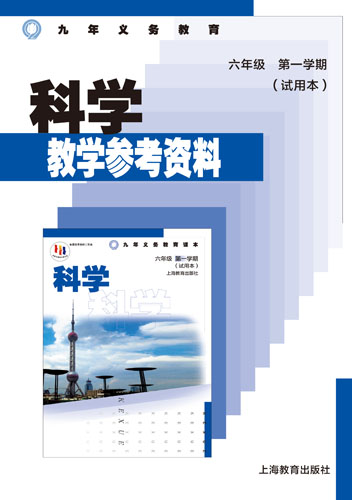 九年义务教育
六年级 第一学期
（试用本）
科学
教学参考资料
九年义务教育课本
六年级 第一学期
（试用本）
上海教育出版社
科学
科学
KEXUE
上海教育出版社